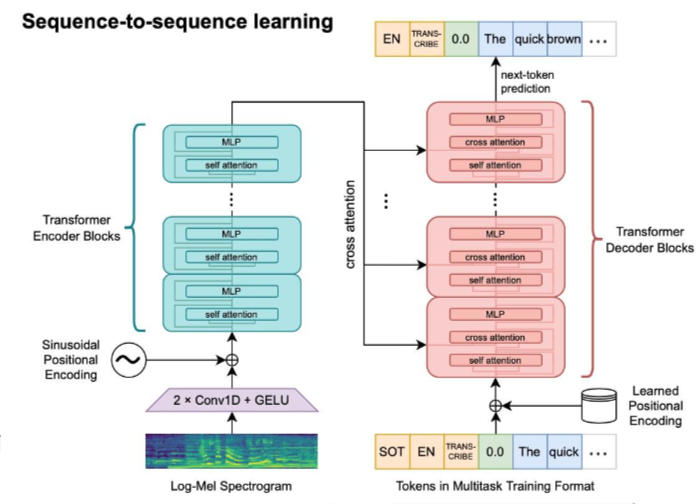 Sequence-to-sequence learning
EN
TRANS-
CRIBE
0.0
The
quick
brown
...
next-token
prediction
MLP
self attention
MLP
self attention
MLP
self attention
Transformer
Encoder Blocks
cross attention
MLP
cross attention
self attention
MLP
cross attention
self attention
MLP
cross attention
self attention
Transformer
Decoder Blocks
Sinusoidal
Positional
Encoding
2 × Conv1D + GELU
Learned
Positional
Encoding
SOT
EN
TRANS-
CRIBE
0.0
The
quick
...
Log-Mel Spectrogram
Tokens in Multitask Training Format